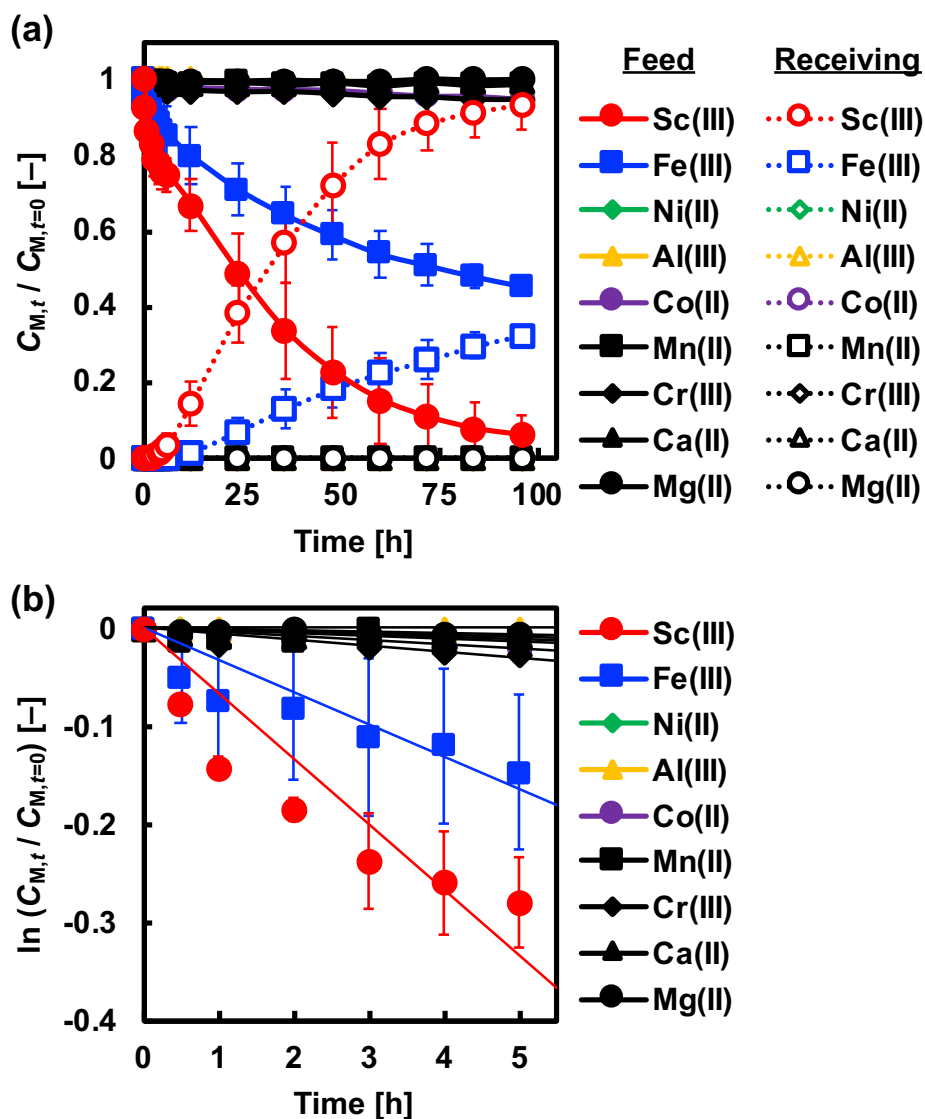 (a)
C_M,t / C_M,t=0 [–]
1
0.8
0.6
0.4
0.2
0
0 25 50 75 100
Time [h]
Feed Receiving
Sc(III) Sc(III)
Fe(III) Fe(III)
Ni(II) Ni(II)
Al(III) Al(III)
Co(II) Co(II)
Mn(II) Mn(II)
Cr(III) Cr(III)
Ca(II) Ca(II)
Mg(II) Mg(II)
(b)
ln (C_M,t / C_M,t=0) [–]
0
-0.1
-0.2
-0.3
-0.4
0 1 2 3 4 5
Time [h]
Sc(III)
Fe(III)
Ni(II)
Al(III)
Co(II)
Mn(II)
Cr(III)
Ca(II)
Mg(II)